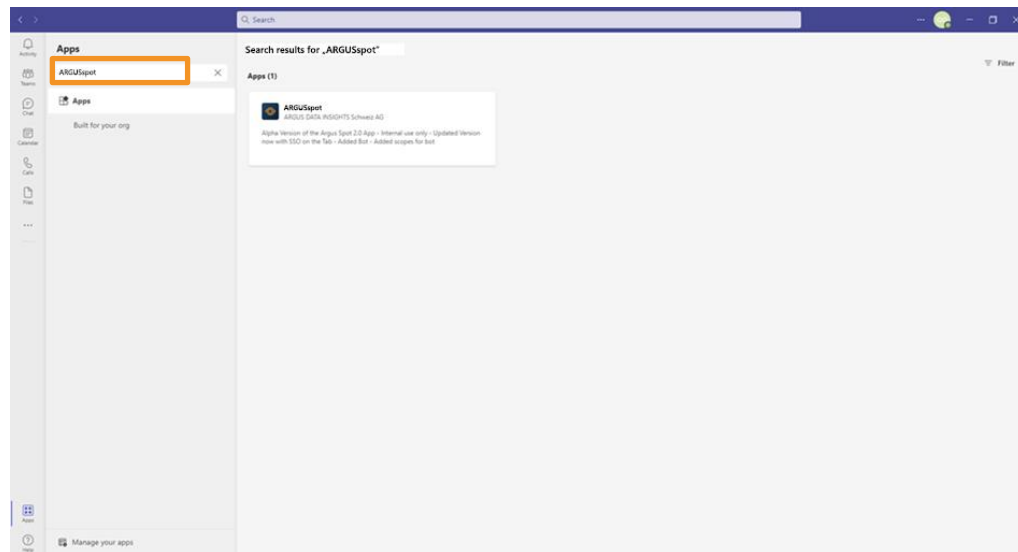 Search
Activity
Teams
Chat
Calendar
Calls
Files
Apps
Help
Apps
ARGUSspot
Apps
Built for your org
Manage your apps
Search results for „ARGUSspot"
Filter
Apps (1)
ARGUSspot
ARGUS DATA INSIGHTS Schweiz AG
Alpha Version of the Argus Spot 2.0 App - Internal use only - Updated Version
now with SSO on the Tab - Added Bot - Added scopes for bot